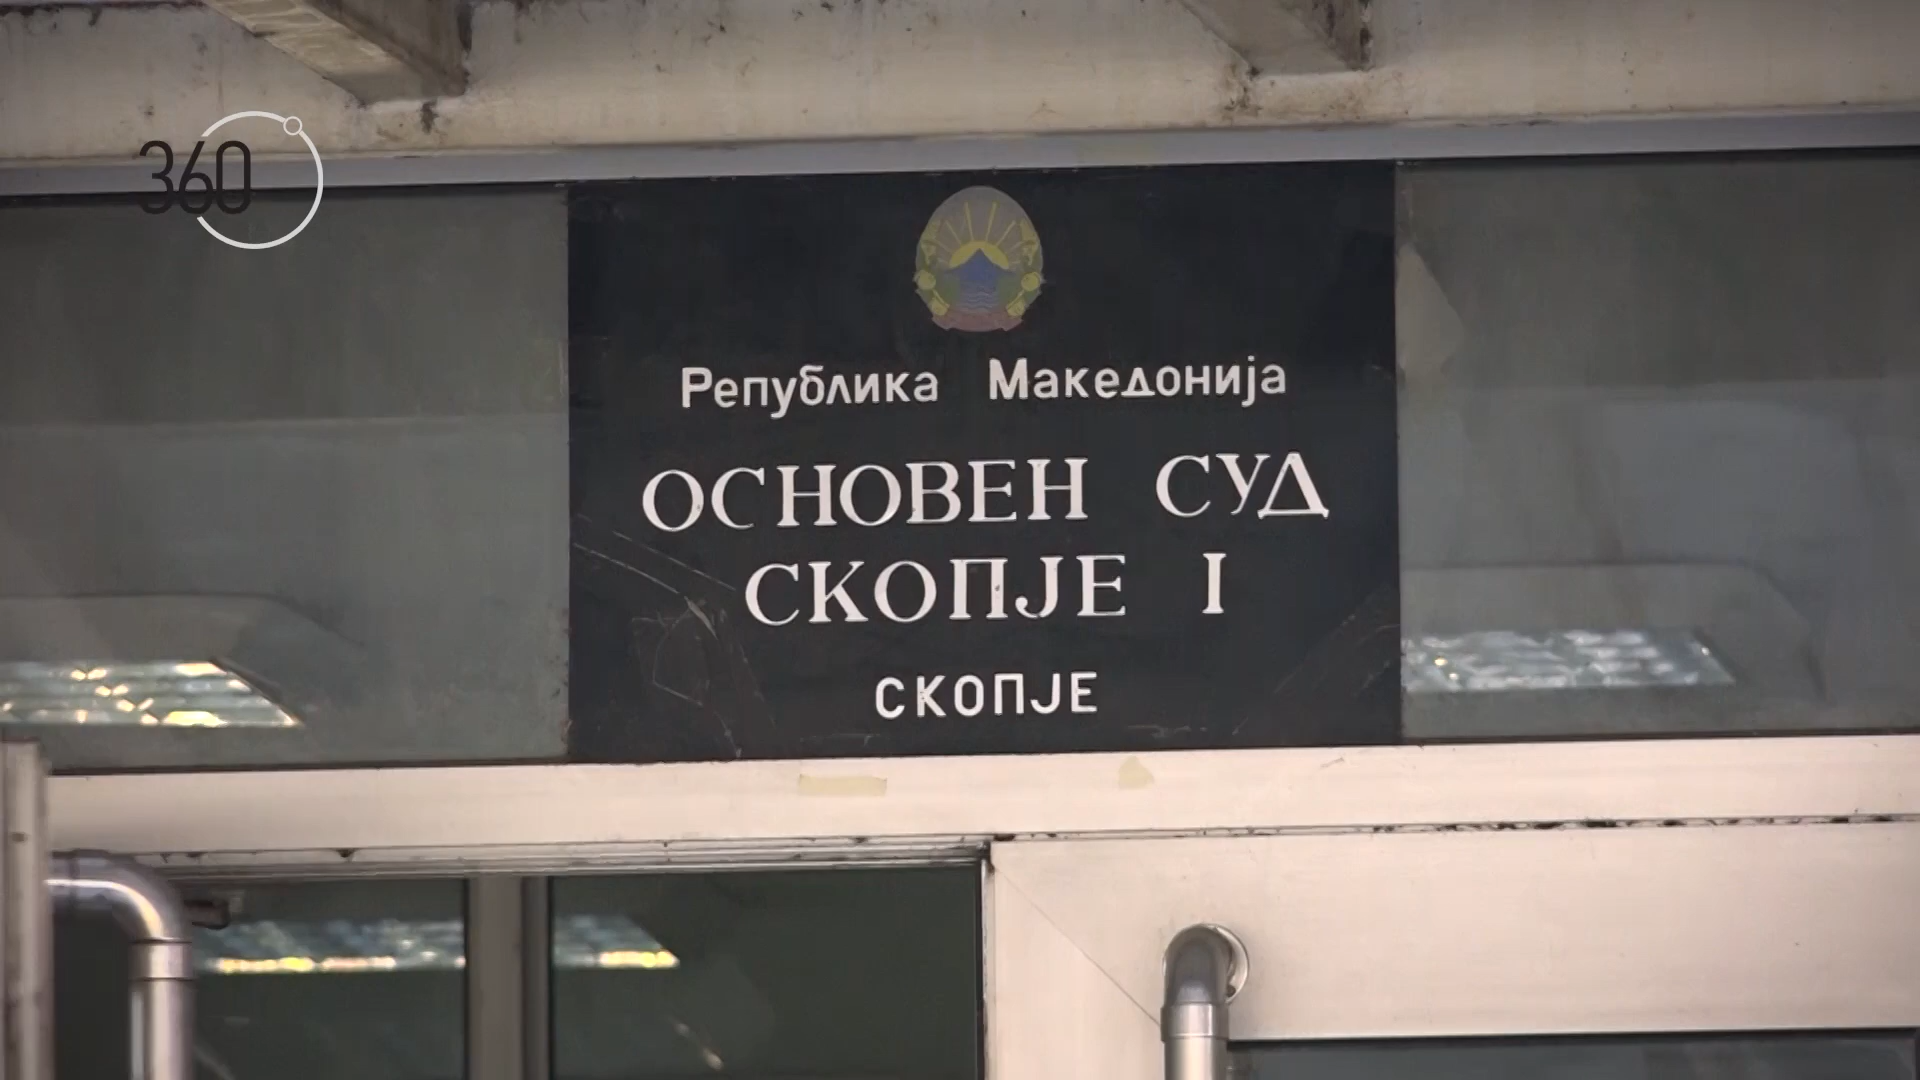 360
Република Македонија
ОСНОВЕН СУД
СКОПЈЕ I
СКОПЈЕ